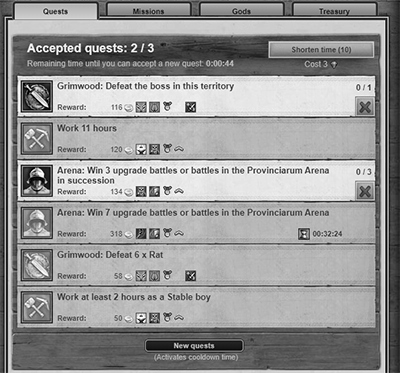 Quests Missions Gods Treasury
Accepted quests: 2 / 3
Shorten time (10)
Remaining time until you can accept a new quest: 0:00:44
Cost 3
Grimwood: Defeat the boss in this territory
0 / 1
Reward: 116
Work 11 hours
Reward: 120
Arena: Win 3 upgrade battles or battles in the Provinciarum Arena
in succession
0 / 3
Reward: 134
Arena: Win 7 upgrade battles or battles in the Provinciarum Arena
Reward: 318 00:32:24
Grimwood: Defeat 6 x Rat
Reward: 58
Work at least 2 hours as a Stable boy
Reward: 50
New quests
(Activates cooldown time)